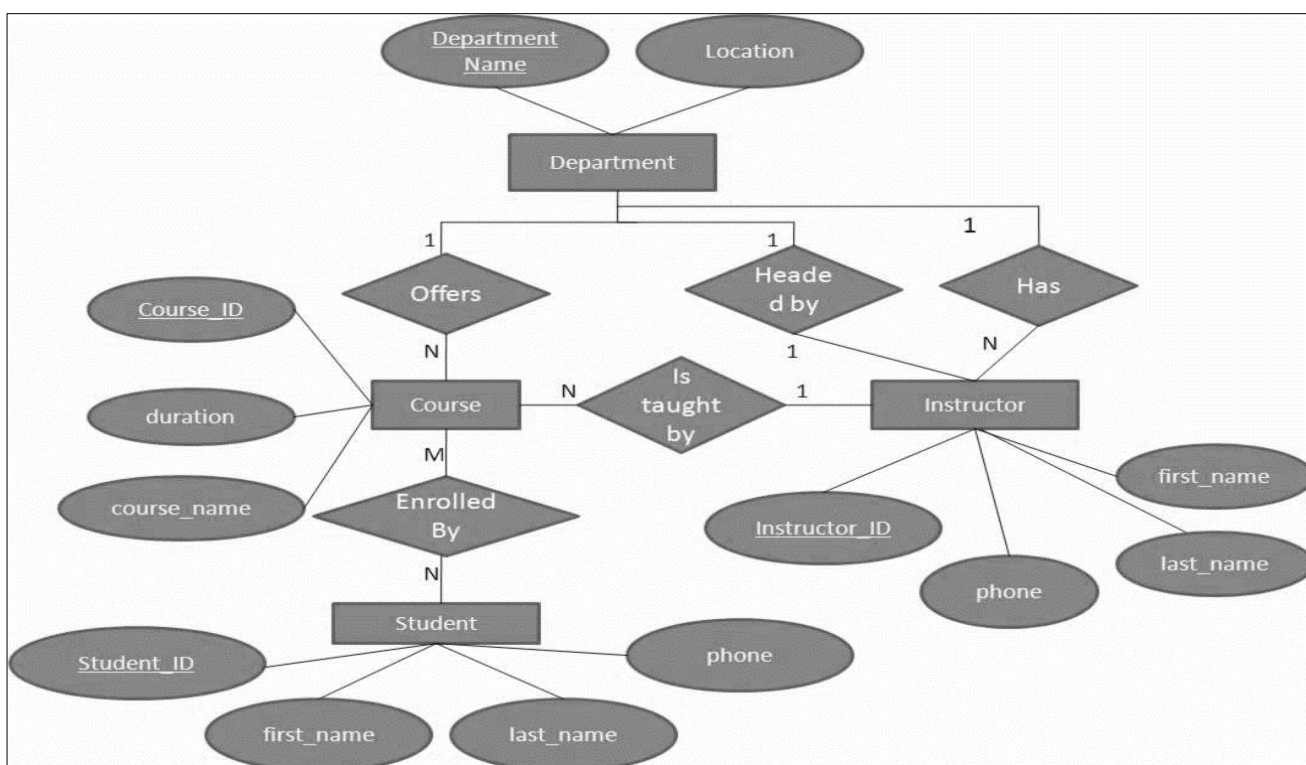 Department
Name
Location
Department
1
1
1
Offers
Heade
d by
Has
Course_ID
N
1
N
duration
Course
N
Is
taught
by
1
Instructor
course_name
M
Enrolled
By
N
first_name
Instructor_ID
last_name
phone
Student
Student_ID
phone
first_name
last_name